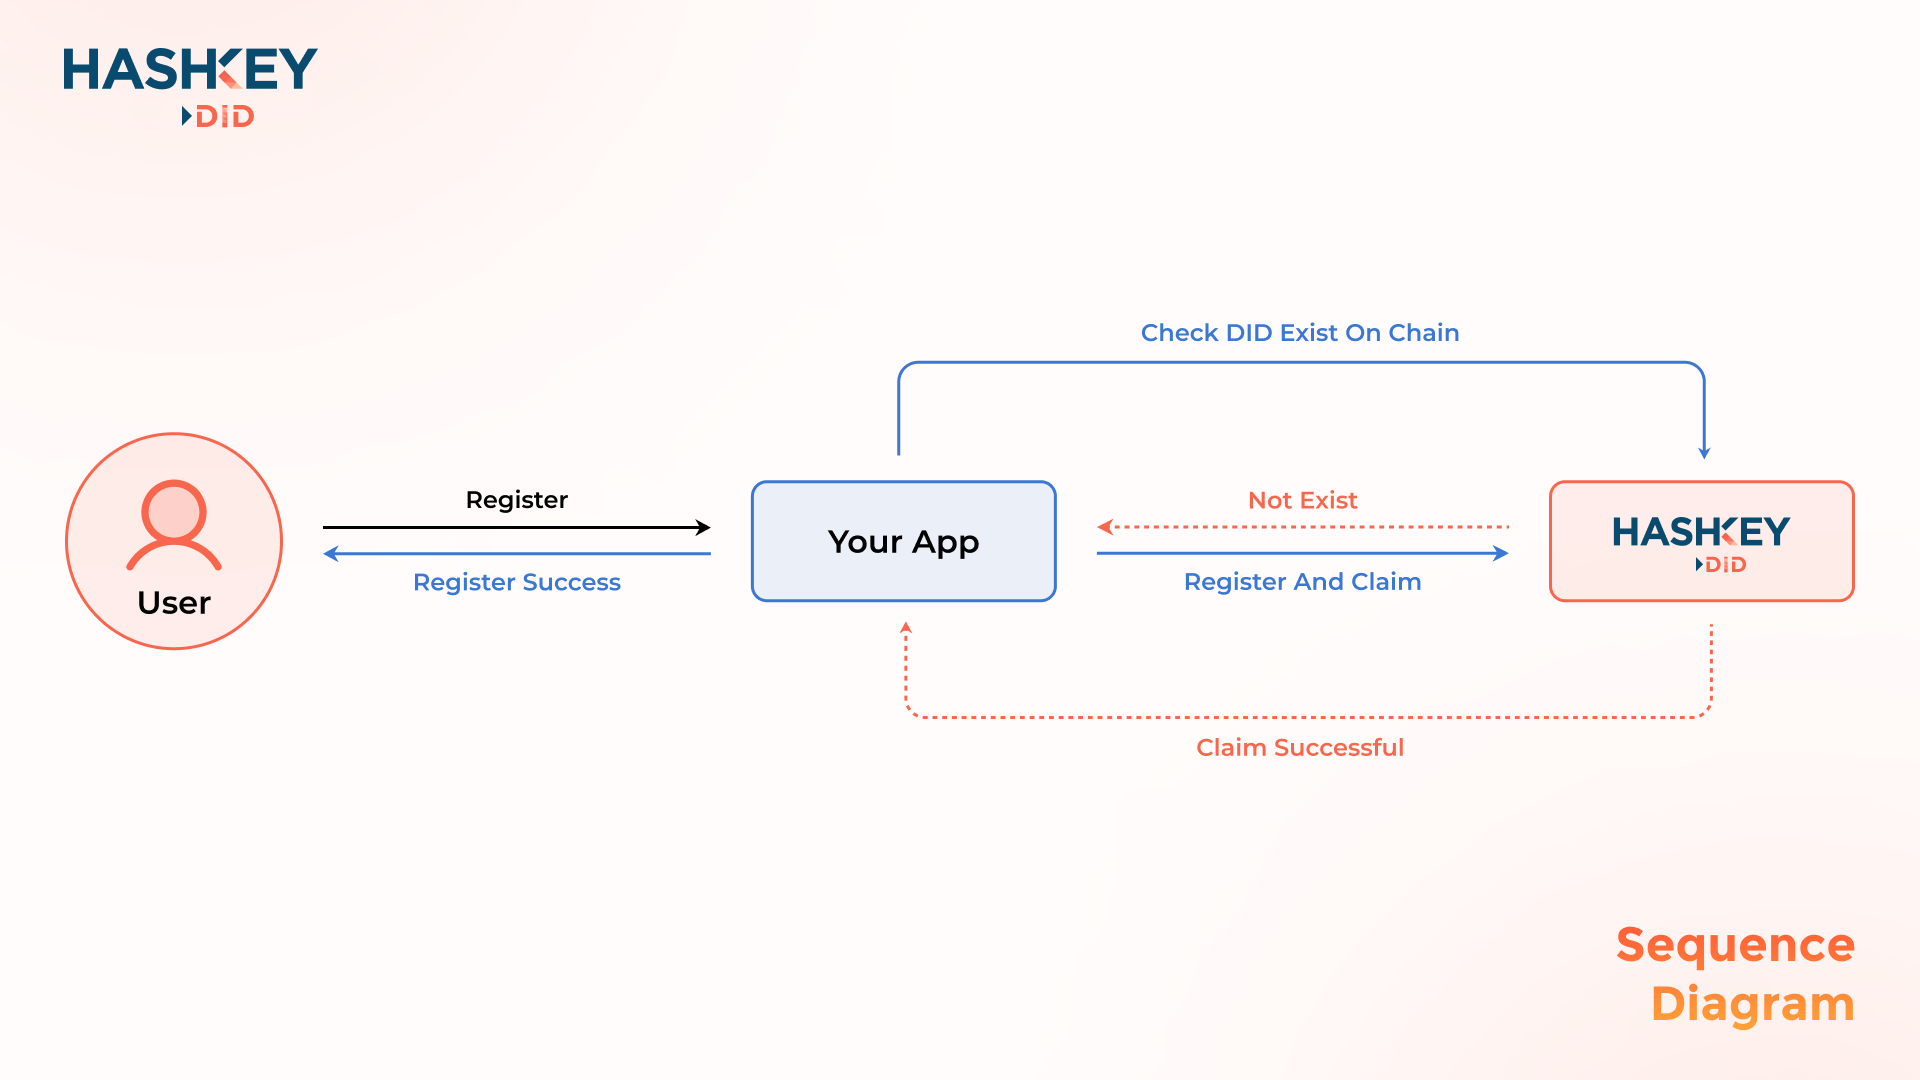 HASHKEY
DID
Check DID Exist On Chain
Register
Not Exist
User
Your App
HASHKEY
DID
Register Success
Register And Claim
Claim Successful
Sequence
Diagram